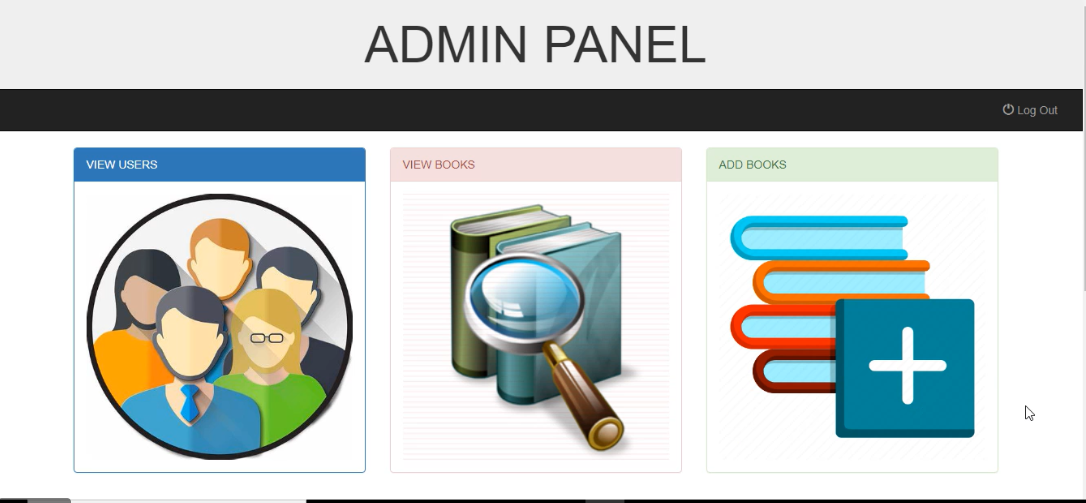 ADMIN PANEL
Log Out
VIEW USERS
VIEW BOOKS
ADD BOOKS